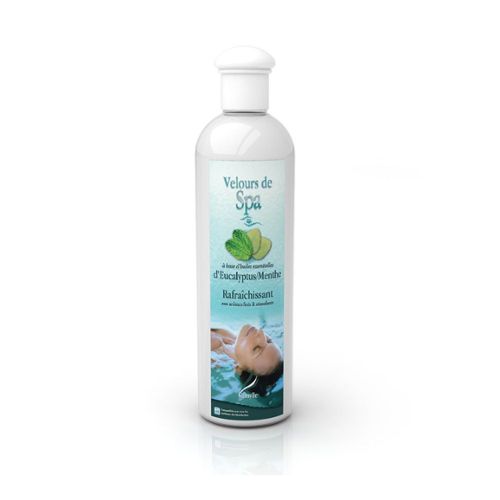 Velours de
Spa
à base d'huiles essentielles
d'Eucalyptus/Menthe
Rafraîchissant